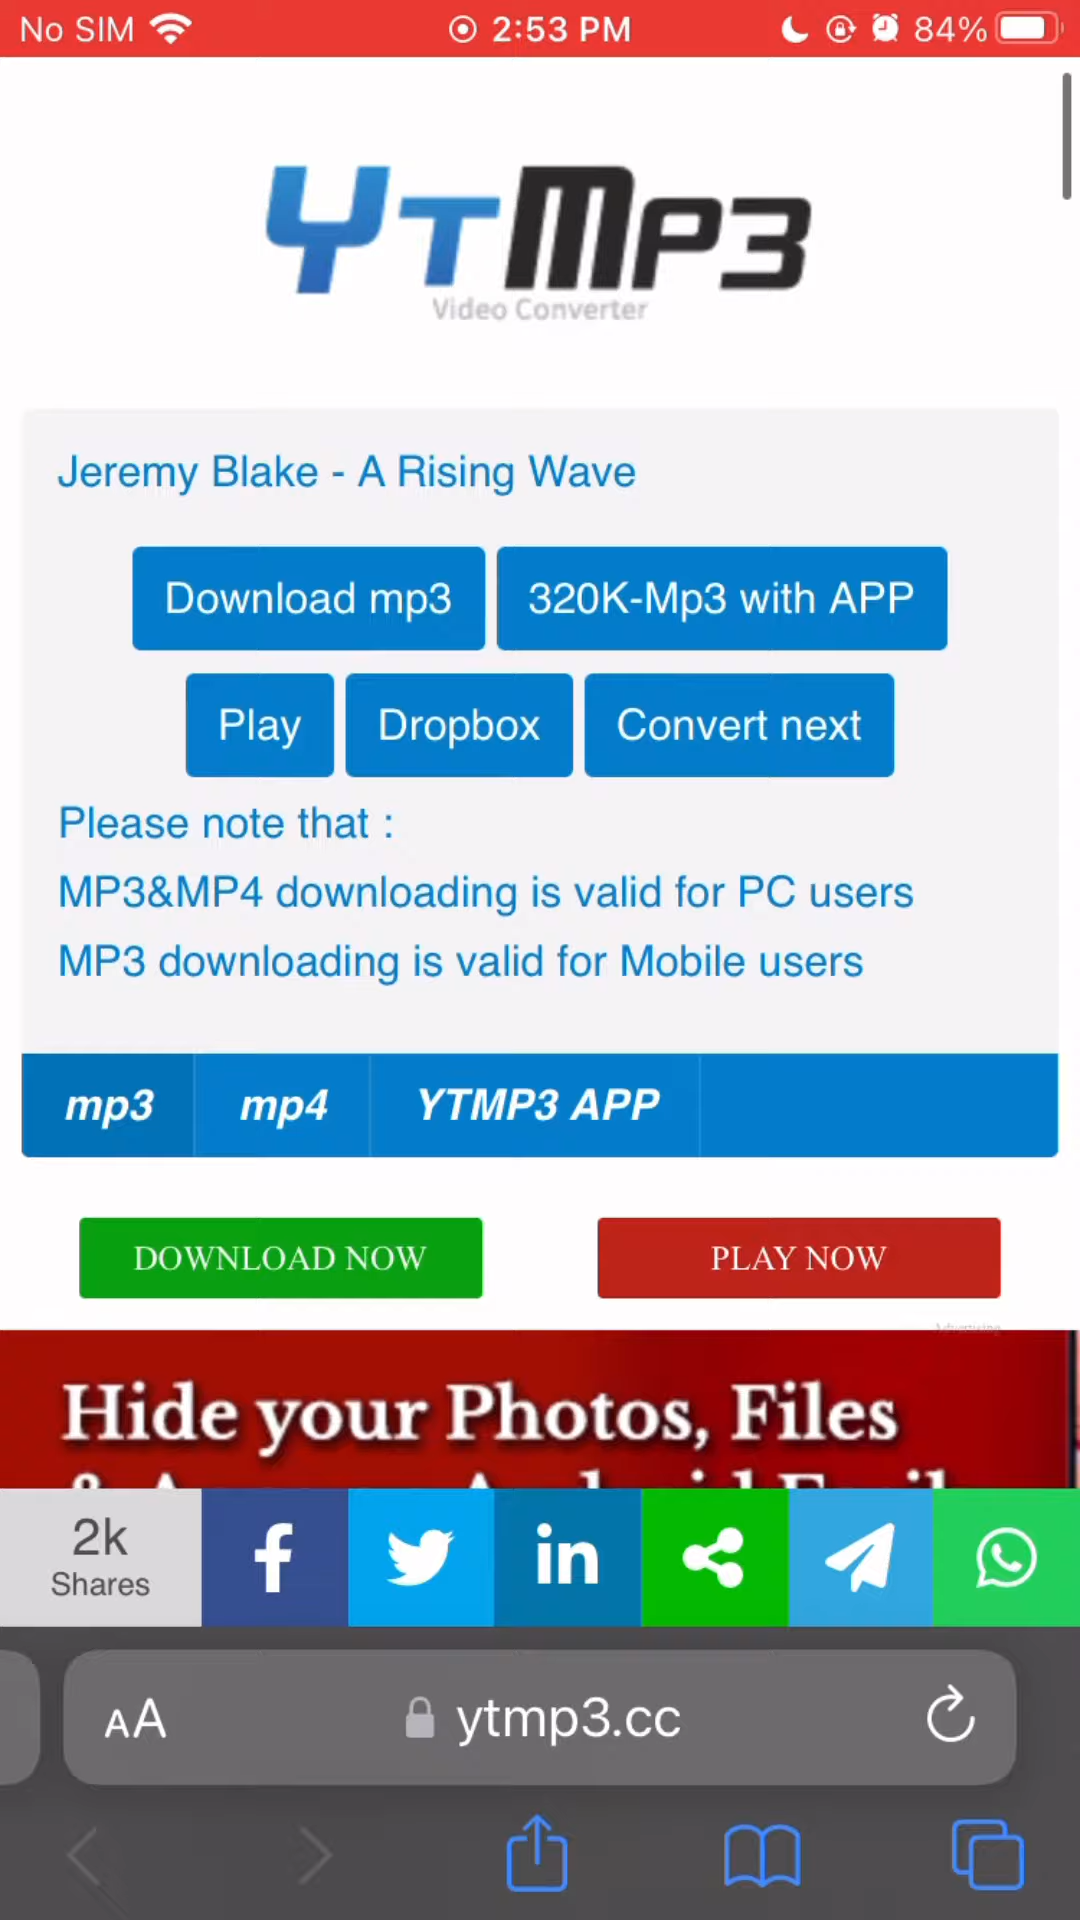 No SIM 2:53 PM 84%
YTMP3
Video Converter
Jeremy Blake - A Rising Wave
Download mp3 320K-Mp3 with APP
Play Dropbox Convert next
Please note that :
MP3&MP4 downloading is valid for PC users
MP3 downloading is valid for Mobile users
mp3 mp4 YTMP3 APP
DOWNLOAD NOW PLAY NOW
Advertising
Hide your Photos, Files
2k
Shares
AA ytmp3.cc